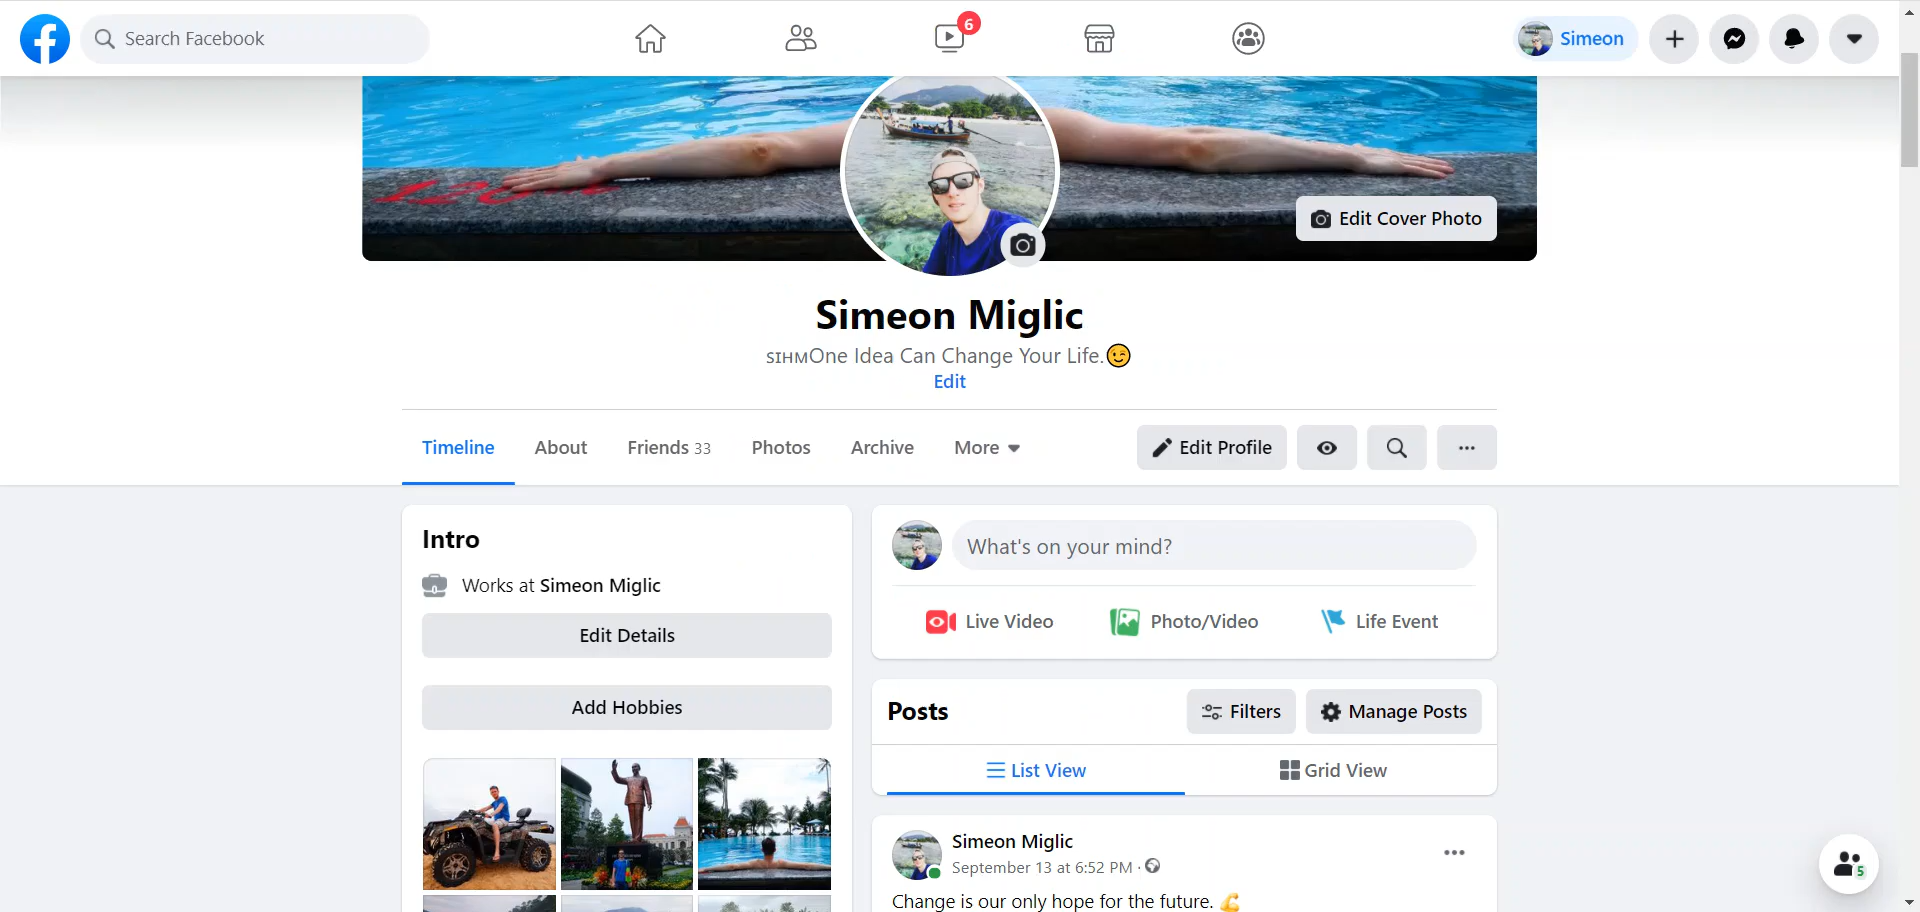 Search Facebook
6
Simeon
Edit Cover Photo
Simeon Miglic
sɪʜᴍOne Idea Can Change Your Life.😉
Edit
Timeline
About
Friends 33
Photos
Archive
More
Edit Profile
Intro
Works at Simeon Miglic
Edit Details
Add Hobbies
What's on your mind?
Live Video
Photo/Video
Life Event
Posts
Filters
Manage Posts
List View
Grid View
Simeon Miglic
September 13 at 6:52 PM ·
Change is our only hope for the future. 💪
5